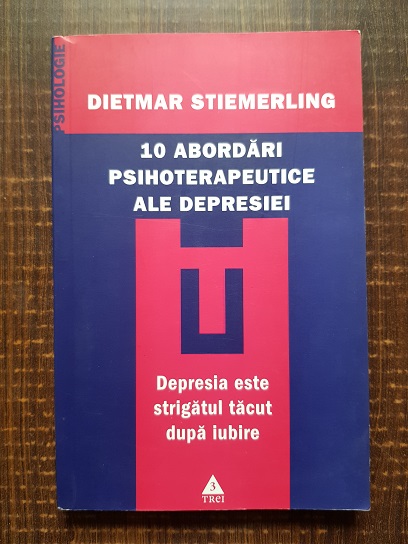 PSIHOLOGIE
DIETMAR STIEMERLING
10 ABORDĂRI
PSIHOTERAPEUTICE
ALE DEPRESIEI
Depresia este
strigătul tăcut
după iubire
3
TREI